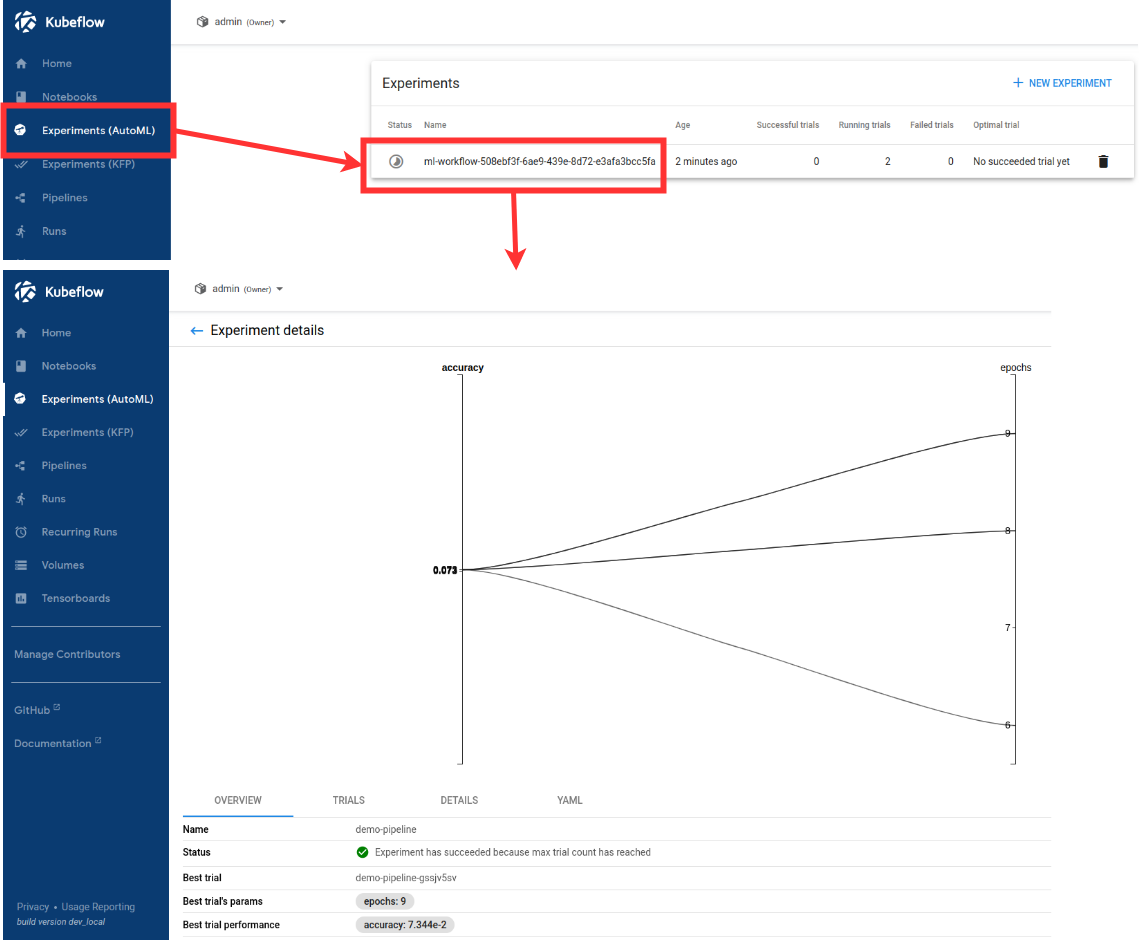 Kubeflow
admin (Owner)
Home
Notebooks
Experiments (AutoML)
Experiments (KFP)
Pipelines
Runs
Experiments
NEW EXPERIMENT
Status Name Age Successful trials Running trials Failed trials Optimal trial
ml-workflow-508ebf3f-6ae9-439e-8d72-e3afa3bcc5fa 2 minutes ago 0 2 0 No succeeded trial yet
Kubeflow
admin (Owner)
Home
Notebooks
Experiments (AutoML)
Experiments (KFP)
Pipelines
Runs
Recurring Runs
Volumes
Tensorboards
Manage Contributors
GitHub
Documentation
Privacy • Usage Reporting
build version dev_local
Experiment details
accuracy epochs
9
8
0.073
7
6
OVERVIEW TRIALS DETAILS YAML
Name demo-pipeline
Status Experiment has succeeded because max trial count has reached
Best trial demo-pipeline-gssjv5sv
Best trial's params epochs: 9
Best trial performance accuracy: 7.344e-2